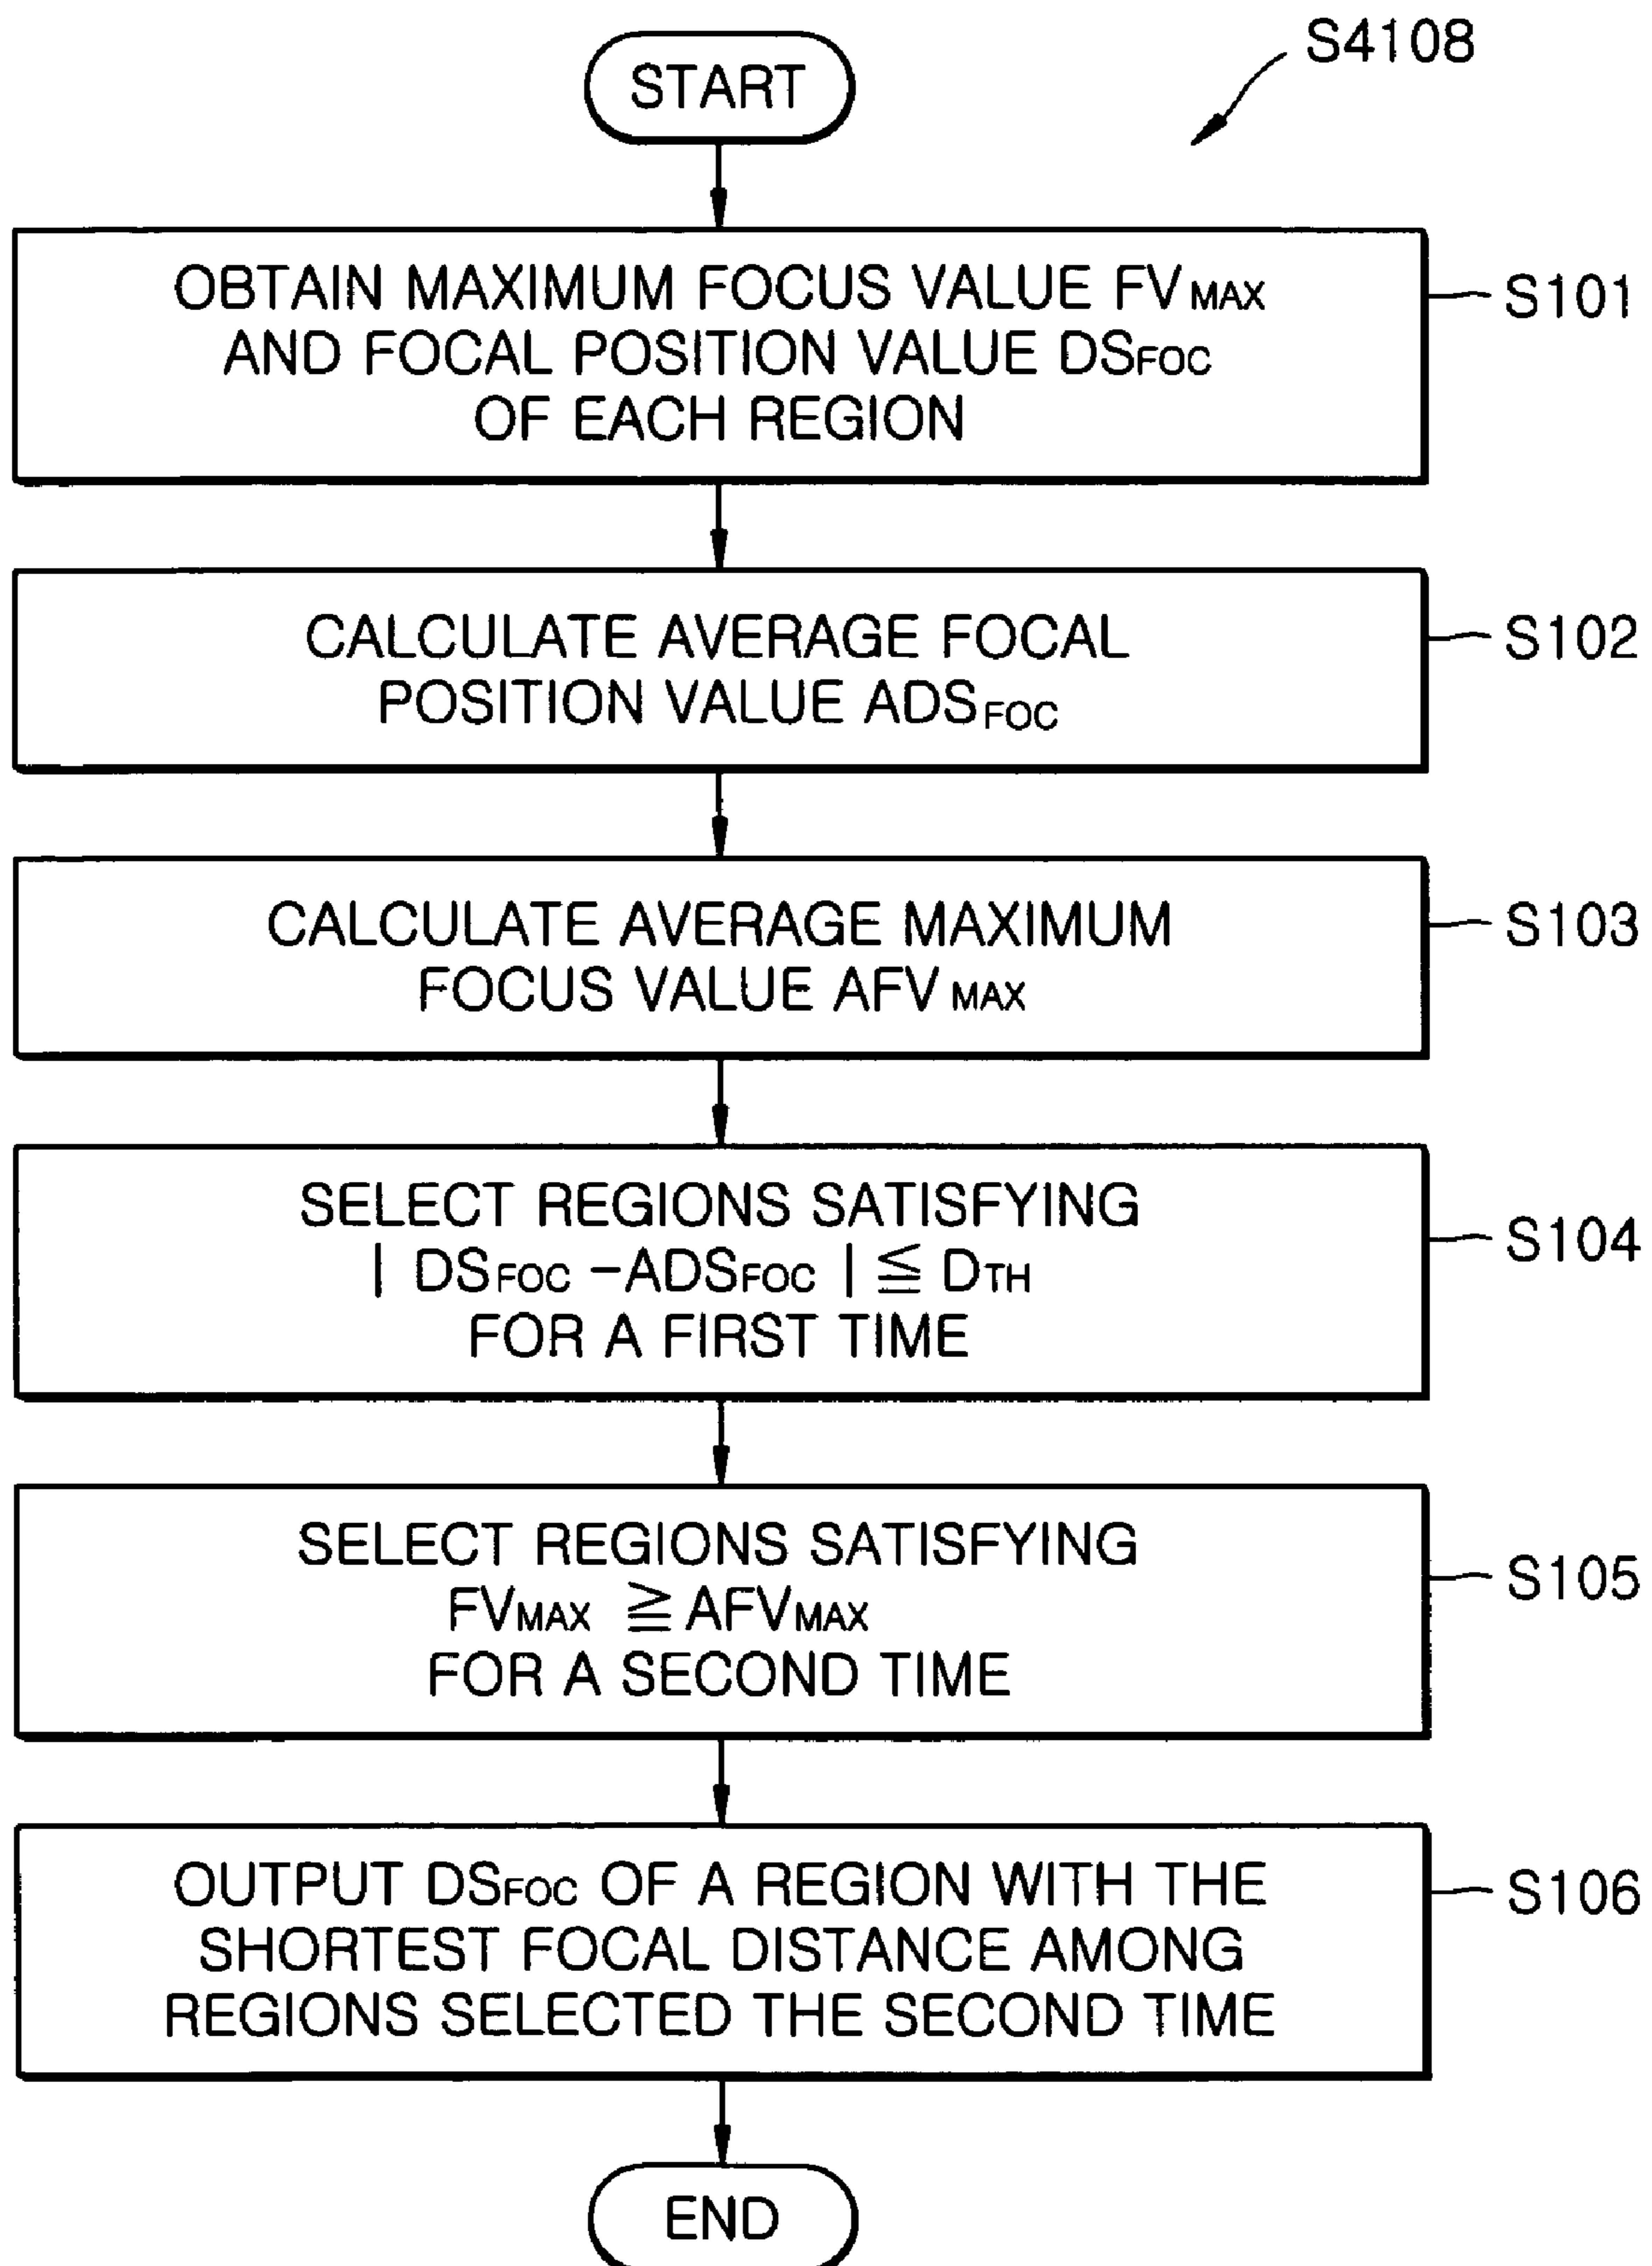 S4108
START
OBTAIN MAXIMUM FOCUS VALUE FVMAX
AND FOCAL POSITION VALUE DSFOC
OF EACH REGION
S101
CALCULATE AVERAGE FOCAL
POSITION VALUE ADSFOC
S102
CALCULATE AVERAGE MAXIMUM
FOCUS VALUE AFVMAX
S103
SELECT REGIONS SATISFYING
| DSFOC -ADSFOC | ≦ DTH
FOR A FIRST TIME
S104
SELECT REGIONS SATISFYING
FVMAX ≧ AFVMAX
FOR A SECOND TIME
S105
OUTPUT DSFOC OF A REGION WITH THE
SHORTEST FOCAL DISTANCE AMONG
REGIONS SELECTED THE SECOND TIME
S106
END